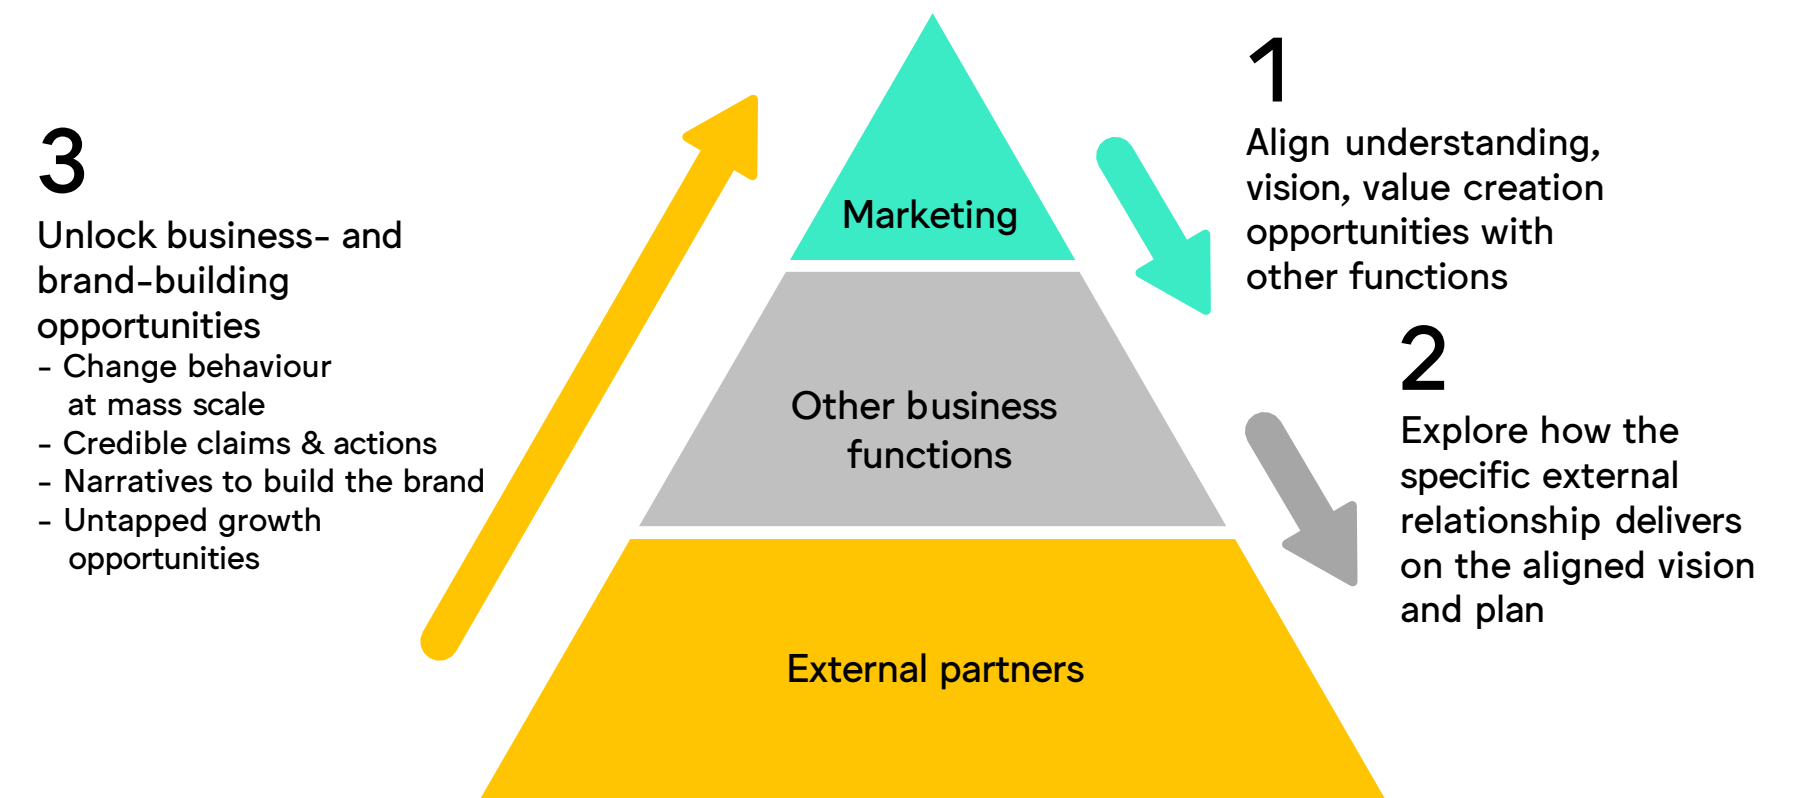 1
Align understanding,
vision, value creation
opportunities with
other functions
2
Explore how the
specific external
relationship delivers
on the aligned vision
and plan
3
Unlock business- and
brand-building
opportunities
- Change behaviour
at mass scale
- Credible claims & actions
- Narratives to build the brand
- Untapped growth
opportunities
Marketing
Other business
functions
External partners